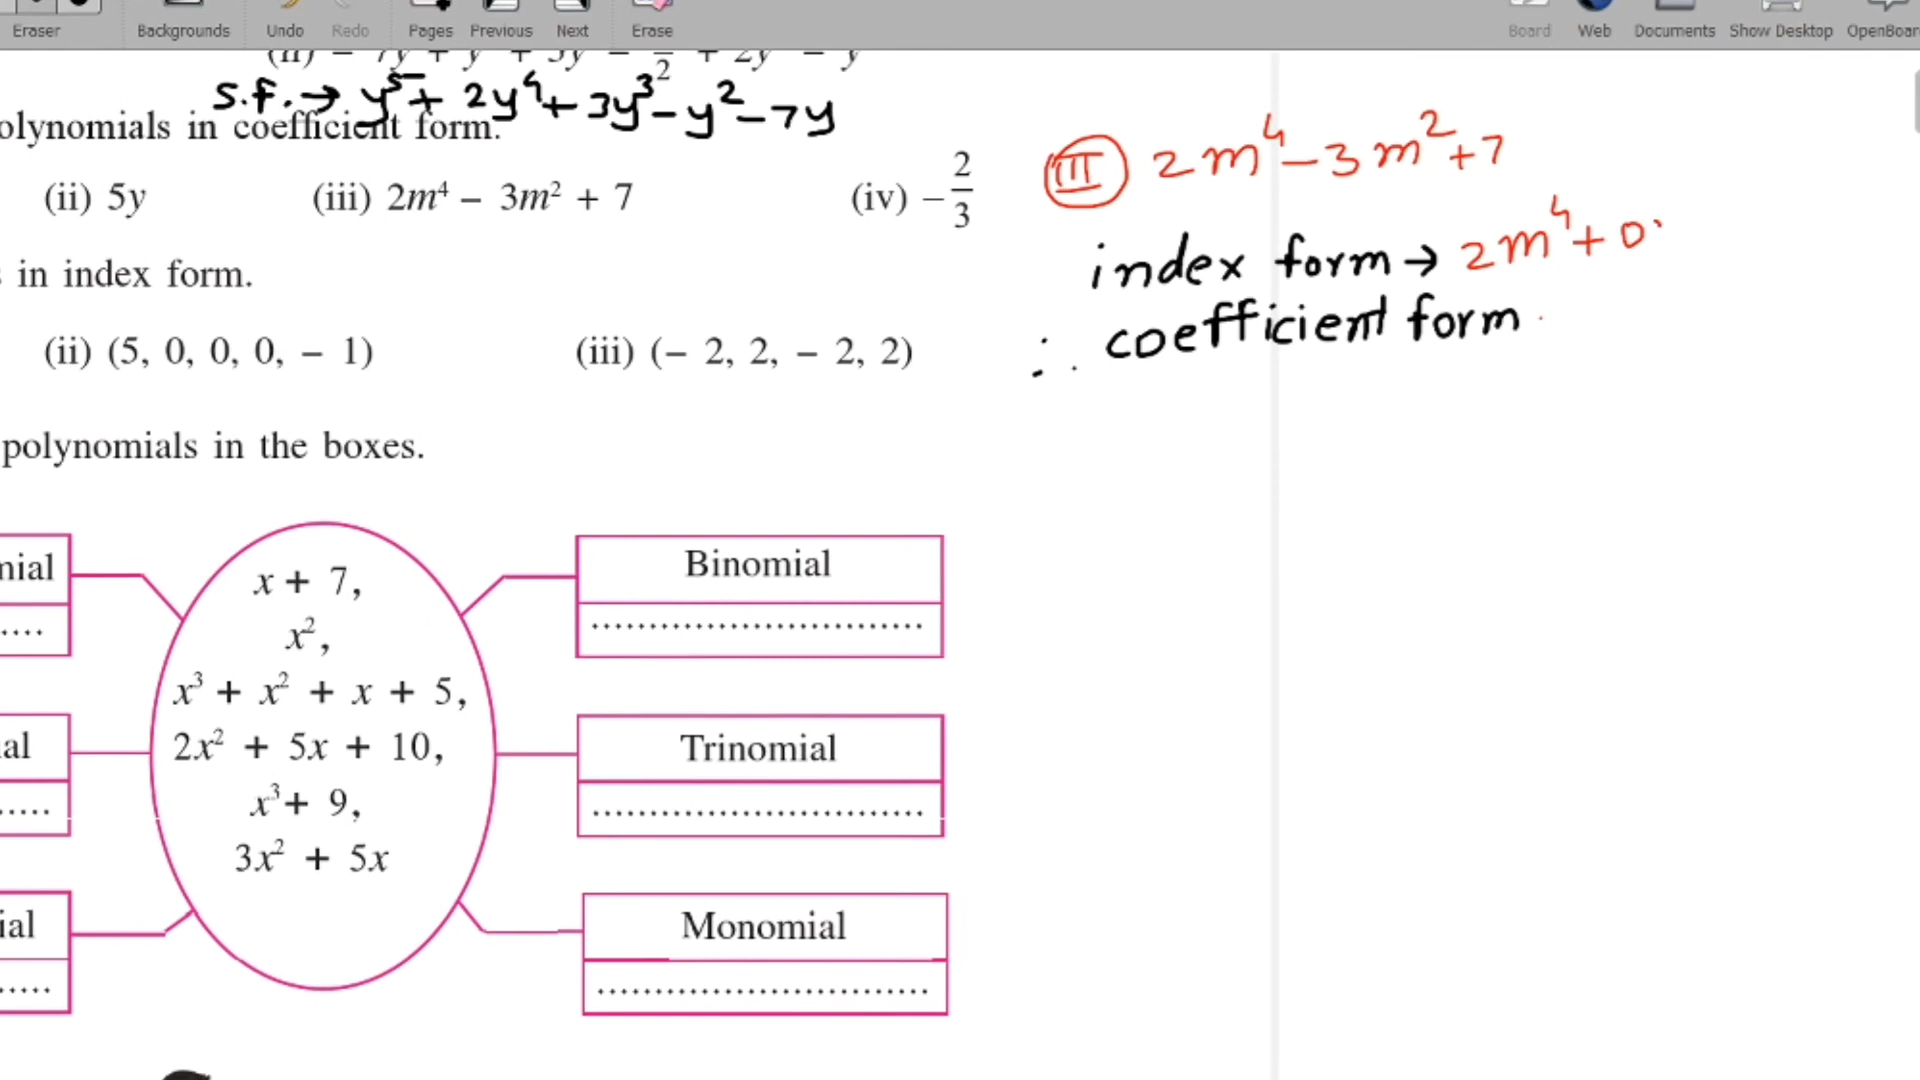 Eraser Backgrounds Undo Redo Pages Previous Next Erase Board Web Documents Show Desktop OpenBoar
s.f. → y⁵ + 2y⁴ + 3y³ − y² − 7y
olynomials in coefficient form.
(ii) 5y (iii) 2m⁴ − 3m² + 7 (iv) − 2/3
III 2m⁴ − 3m² + 7
index form → 2m⁴ + 0
∴ coefficient form
in index form.
(ii) (5, 0, 0, 0, − 1) (iii) (− 2, 2, − 2, 2)
polynomials in the boxes.
nial
....
al
.....
ial
.....
x + 7,
x²,
x³ + x² + x + 5,
2x² + 5x + 10,
x³ + 9,
3x² + 5x
Binomial
.............................
Trinomial
.............................
Monomial
.............................